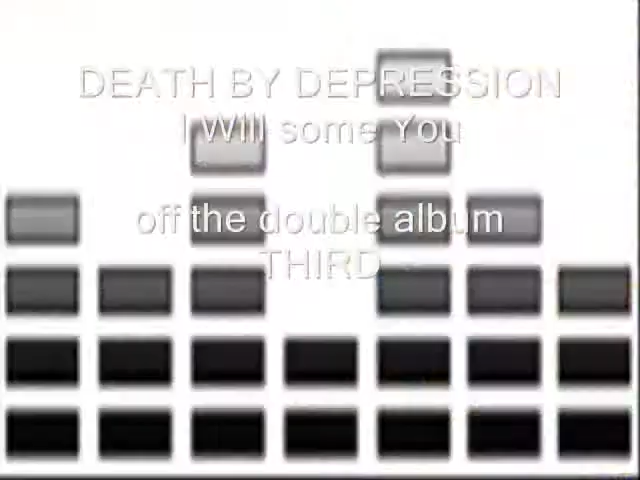 DEATH BY DEPRESSION
I Will some You
off the double album
THIRD